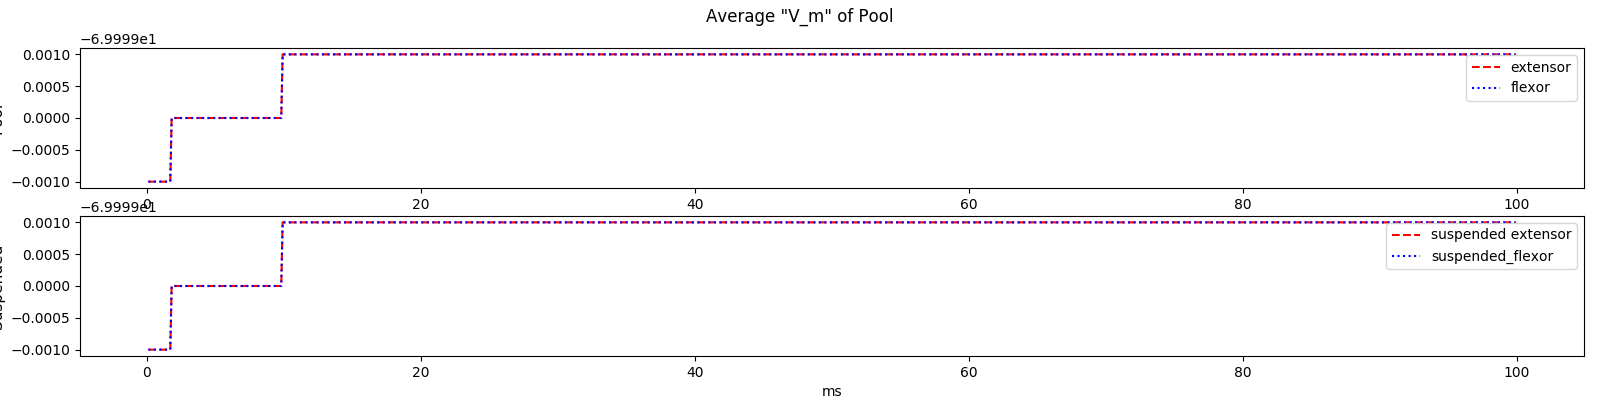 Average "V_m" of Pool
−6.9999e1
0.0010
0.0005
0.0000
−0.0005
−0.0010
extensor
flexor
0 20 40 60 80 100
−6.9999e1
0.0010
0.0005
0.0000
−0.0005
−0.0010
suspended extensor
suspended_flexor
0 20 40 60 80 100
ms